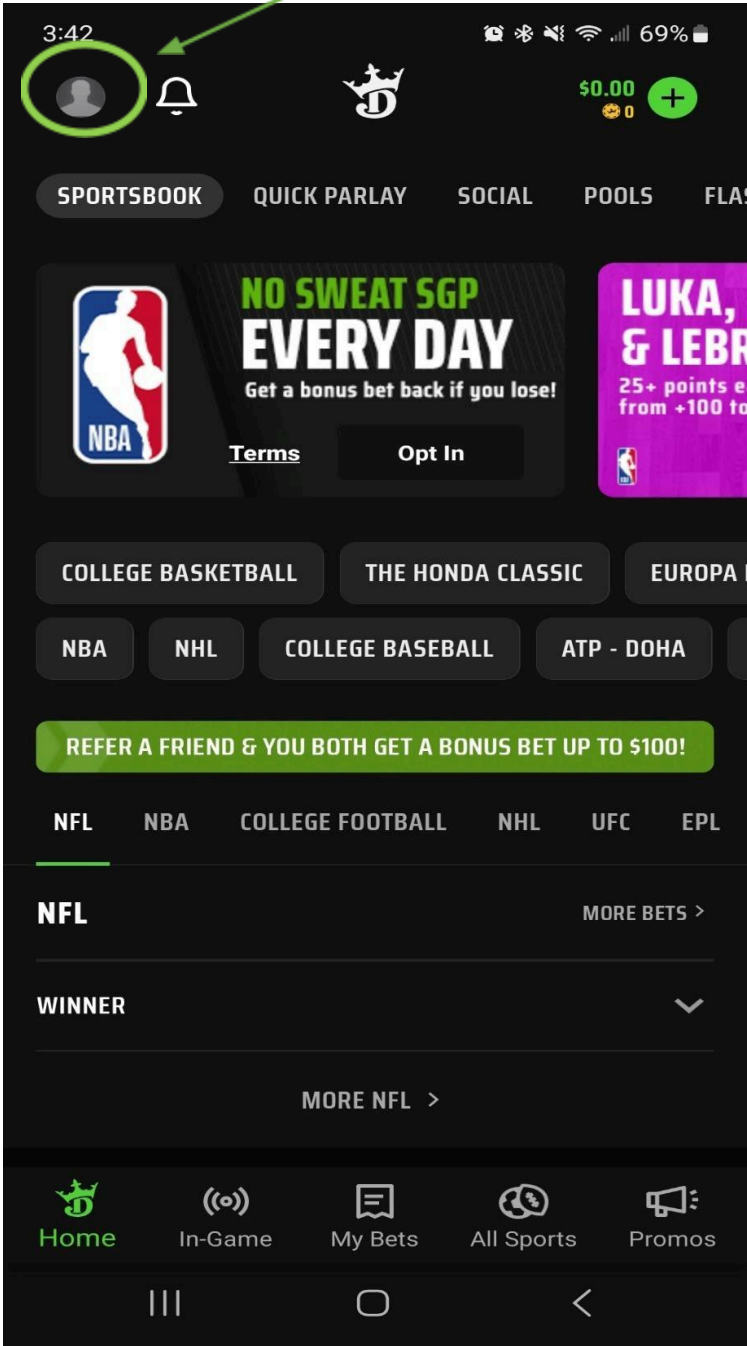 3:42
69%
$0.00
0
SPORTSBOOK QUICK PARLAY SOCIAL POOLS FLAS
NBA
NO SWEAT SGP
EVERY DAY
Get a bonus bet back if you lose!
Terms Opt In
LUKA,
& LEBR
25+ points e
from +100 to
COLLEGE BASKETBALL THE HONDA CLASSIC EUROPA
NBA NHL COLLEGE BASEBALL ATP - DOHA
REFER A FRIEND & YOU BOTH GET A BONUS BET UP TO $100!
NFL NBA COLLEGE FOOTBALL NHL UFC EPL
NFL MORE BETS >
WINNER
MORE NFL >
Home In-Game My Bets All Sports Promos